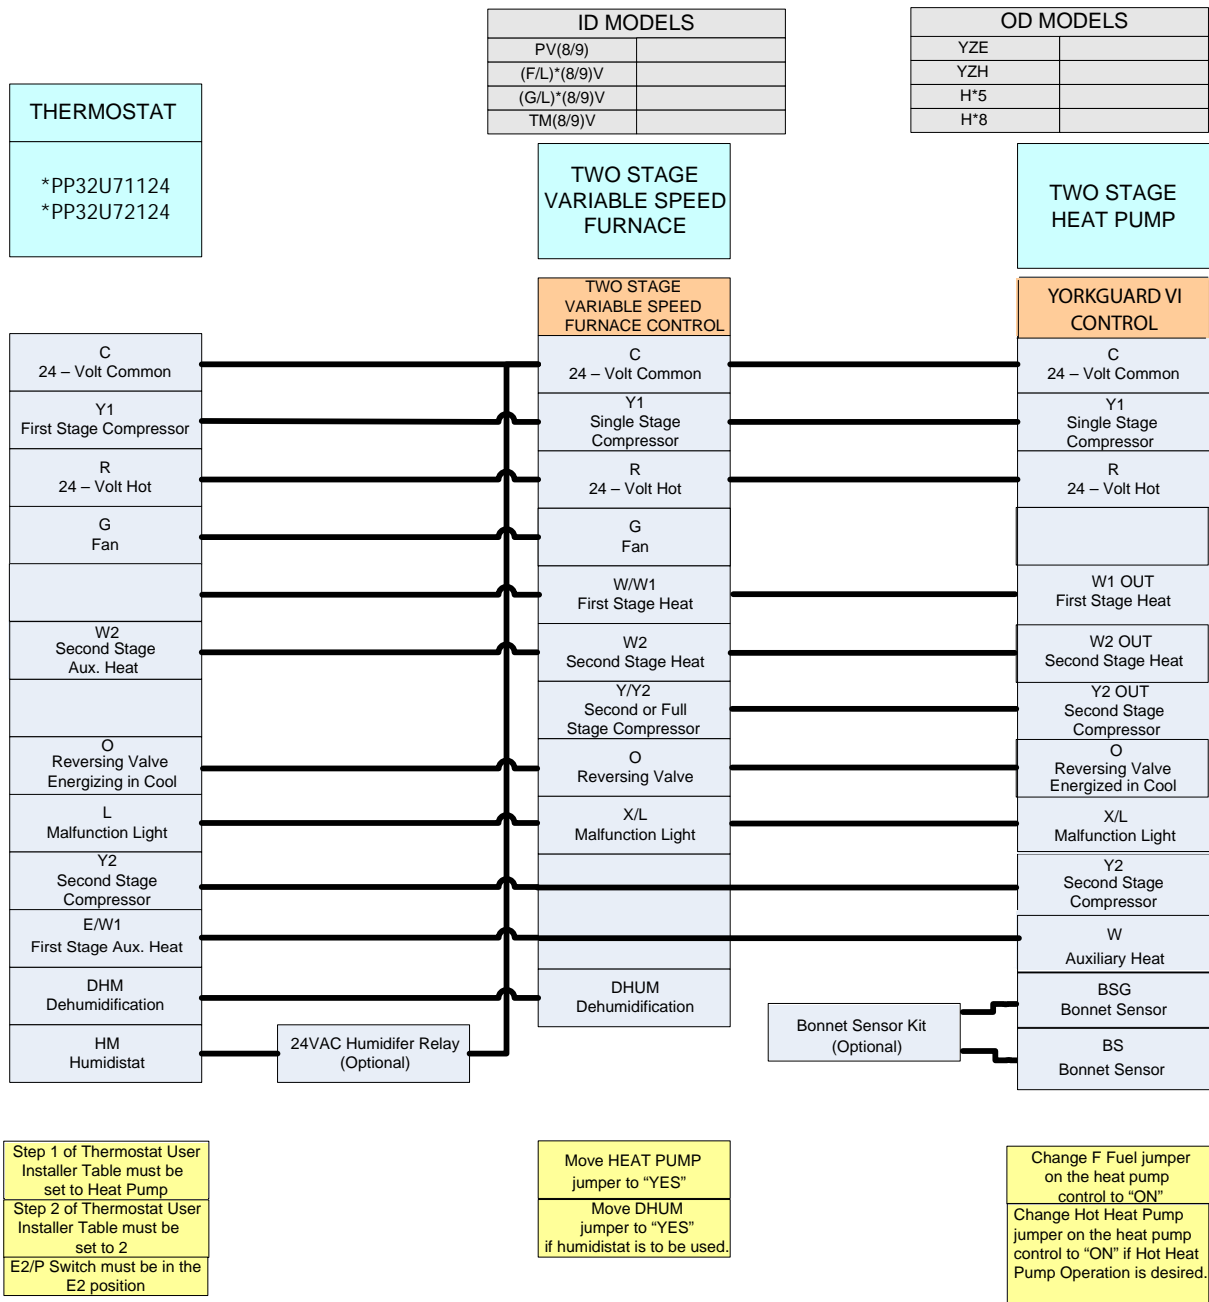 ID MODELS
PV(8/9)
(F/L)*(8/9)V
(G/L)*(8/9)V
TM(8/9)V
OD MODELS
YZE
YZH
H*5
H*8
THERMOSTAT
*PP32U71124
*PP32U72124
TWO STAGE
VARIABLE SPEED
FURNACE
TWO STAGE
HEAT PUMP
TWO STAGE
VARIABLE SPEED
FURNACE CONTROL
YORKGUARD VI
CONTROL
C
24 – Volt Common
Y1
First Stage Compressor
R
24 – Volt Hot
G
Fan
W2
Second Stage
Aux. Heat
O
Reversing Valve
Energizing in Cool
L
Malfunction Light
Y2
Second Stage
Compressor
E/W1
First Stage Aux. Heat
DHM
Dehumidification
HM
Humidistat
24VAC Humidifer Relay
(Optional)
C
24 – Volt Common
Y1
Single Stage
Compressor
R
24 – Volt Hot
G
Fan
W/W1
First Stage Heat
W2
Second Stage Heat
Y/Y2
Second or Full
Stage Compressor
O
Reversing Valve
X/L
Malfunction Light
DHUM
Dehumidification
Bonnet Sensor Kit
(Optional)
C
24 – Volt Common
Y1
Single Stage
Compressor
R
24 – Volt Hot
W1 OUT
First Stage Heat
W2 OUT
Second Stage Heat
Y2 OUT
Second Stage
Compressor
O
Reversing Valve
Energized in Cool
X/L
Malfunction Light
Y2
Second Stage
Compressor
W
Auxiliary Heat
BSG
Bonnet Sensor
BS
Bonnet Sensor
Step 1 of Thermostat User
Installer Table must be
set to Heat Pump
Step 2 of Thermostat User
Installer Table must be
set to 2
E2/P Switch must be in the
E2 position
Move HEAT PUMP
jumper to “YES”
Move DHUM
jumper to “YES”
if humidistat is to be used.
Change F Fuel jumper
on the heat pump
control to “ON”
Change Hot Heat Pump
jumper on the heat pump
control to “ON” if Hot Heat
Pump Operation is desired.